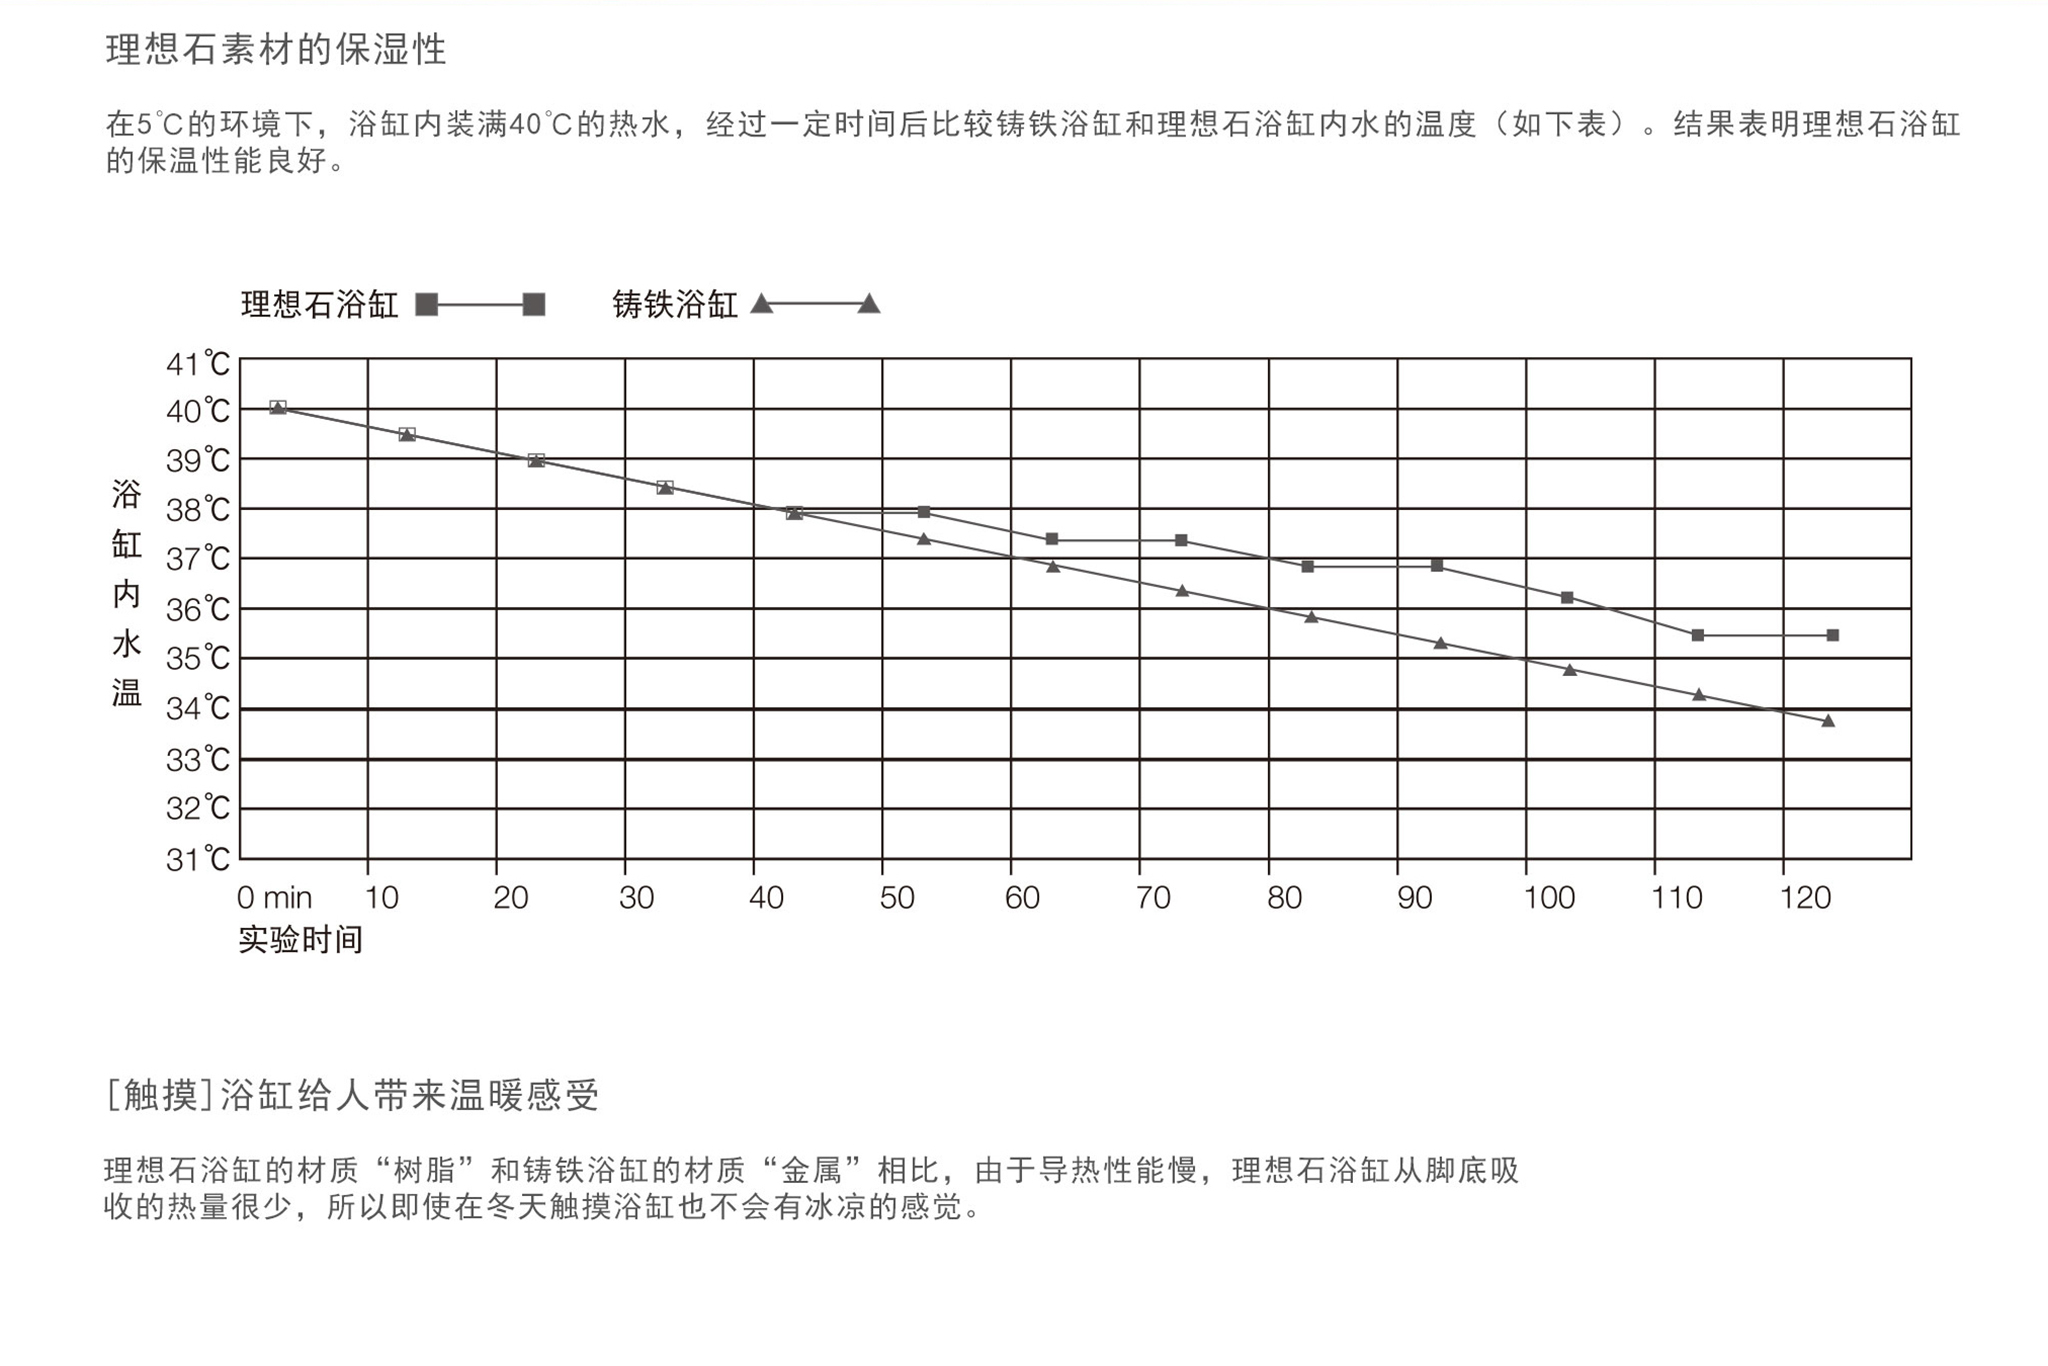 理想石素材的保湿性
在5℃的环境下，浴缸内装满40℃的热水，经过一定时间后比较铸铁浴缸和理想石浴缸内水的温度（如下表）。结果表明理想石浴缸
的保温性能良好。
理想石浴缸 铸铁浴缸
41℃
40℃
39℃
38℃
37℃
36℃
35℃
34℃
33℃
32℃
31℃
浴缸内水温
0 min 10 20 30 40 50 60 70 80 90 100 110 120
实验时间
[触摸]浴缸给人带来温暖感受
理想石浴缸的材质“树脂”和铸铁浴缸的材质“金属”相比，由于导热性能慢，理想石浴缸从脚底吸
收的热量很少，所以即使在冬天触摸浴缸也不会有冰凉的感觉。